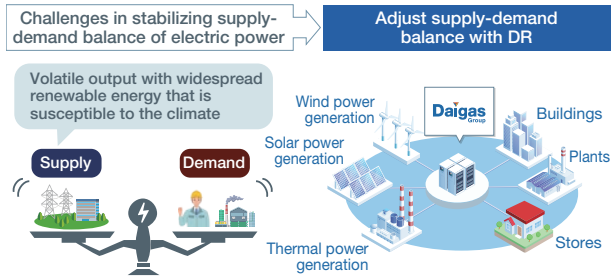 Challenges in stabilizing supply-
demand balance of electric power
Adjust supply-demand
balance with DR
Volatile output with widespread
renewable energy that is
susceptible to the climate
Supply
Demand
Wind power
generation
Solar power
generation
Thermal power
generation
Daigas
Group
Buildings
Plants
Stores